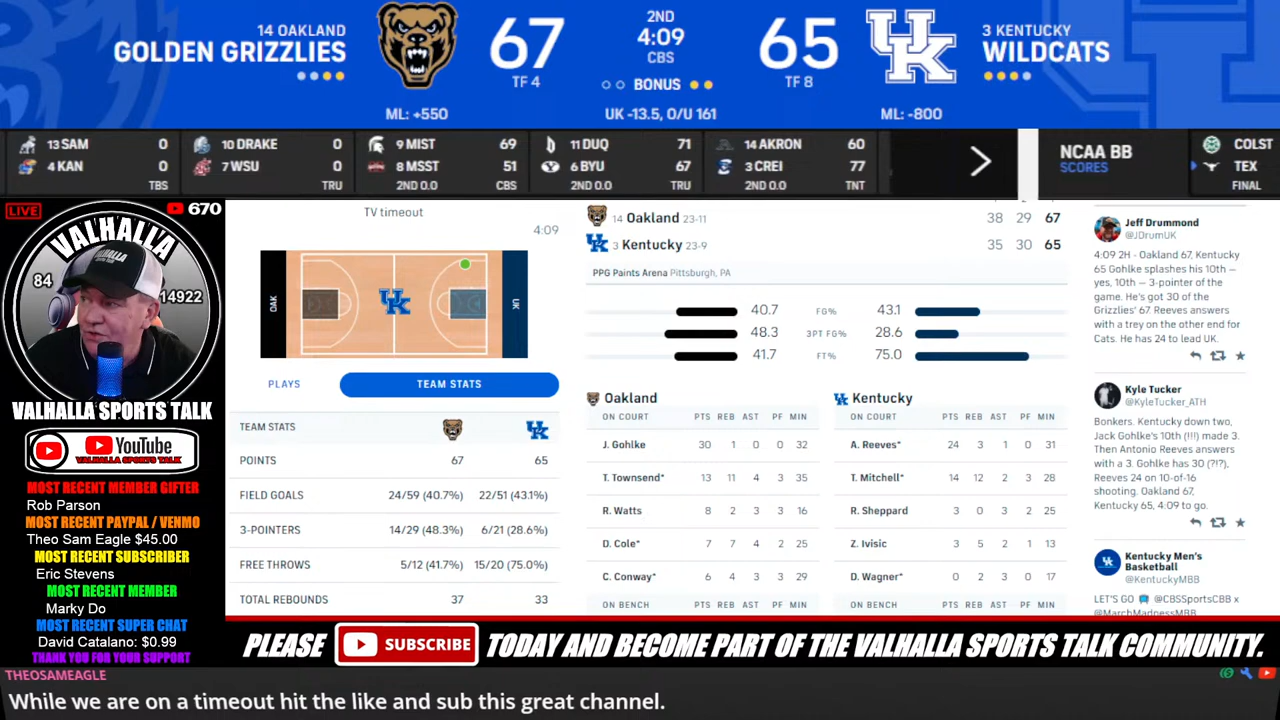 14 OAKLAND
GOLDEN GRIZZLIES
67
TF 4
ML: +550
2ND
4:09
CBS
BONUS
UK -13.5, O/U 161
65
TF 8
3 KENTUCKY
WILDCATS
ML: -800
13 SAM 0
4 KAN 0
TBS
10 DRAKE 0
7 WSU 0
TRU
9 MIST 69
8 MSST 51
2ND 0.0 CBS
11 DUQ 71
6 BYU 67
2ND 0.0 TRU
14 AKRON 60
3 CREI 77
2ND 0.0 TNT
NCAA BB
SCORES
COLST
TEX
FINAL
LIVE
670
VALHALLA
84
14922
VALHALLA SPORTS TALK
YouTube
VALHALLA SPORTS TALK
MOST RECENT MEMBER GIFTER
Rob Parson
MOST RECENT PAYPAL / VENMO
Theo Sam Eagle $45.00
MOST RECENT SUBSCRIBER
Eric Stevens
MOST RECENT MEMBER
Marky Do
MOST RECENT SUPER CHAT
David Catalano: $0.99
THANK YOU FOR YOUR SUPPORT
TV timeout
4:09
OAK
UK
UK
PLAYS
TEAM STATS
TEAM STATS
POINTS 67 65
FIELD GOALS 24/59 (40.7%) 22/51 (43.1%)
3-POINTERS 14/29 (48.3%) 6/21 (28.6%)
FREE THROWS 5/12 (41.7%) 15/20 (75.0%)
TOTAL REBOUNDS 37 33
14 Oakland 23-11 38 29 67
3 Kentucky 23-9 35 30 65
PPG Paints Arena Pittsburgh, PA
40.7 FG% 43.1
48.3 3PT FG% 28.6
41.7 FT% 75.0
Oakland
ON COURT PTS REB AST PF MIN
J. Gohlke 30 1 0 0 32
T. Townsend* 13 11 4 3 35
R. Watts 8 2 3 3 16
D. Cole* 7 7 4 2 25
C. Conway* 6 4 3 3 29
ON BENCH PTS REB AST PF MIN
Kentucky
ON COURT PTS REB AST PF MIN
A. Reeves* 24 3 1 0 31
T. Mitchell* 14 12 2 3 28
R. Sheppard 3 0 3 2 25
Z. Ivisic 3 5 2 1 13
D. Wagner* 0 2 3 0 17
ON BENCH PTS REB AST PF MIN
Jeff Drummond
@JDrumUK
4:09 2H - Oakland 67, Kentucky
65 Gohlke splashes his 10th —
yes, 10th — 3-pointer of the
game. He's got 30 of the
Grizzlies' 67. Reeves answers
with a trey on the other end for
Cats. He has 24 to lead UK.
Kyle Tucker
@KyleTucker_ATH
Bonkers. Kentucky down two,
Jack Gohlke's 10th (!!!) made 3.
Then Antonio Reeves answers
with a 3. Gohlke has 30 (?!?),
Reeves 24 on 10-of-16
shooting. Oakland 67,
Kentucky 65, 4:09 to go.
Kentucky Men's
Basketball
@KentuckyMBB
LET'S GO @CBSSportsCBB x
@MarchMadnessMBB
PLEASE SUBSCRIBE TODAY AND BECOME PART OF THE VALHALLA SPORTS TALK COMMUNITY.
THEOSAMEAGLE
While we are on a timeout hit the like and sub this great channel.